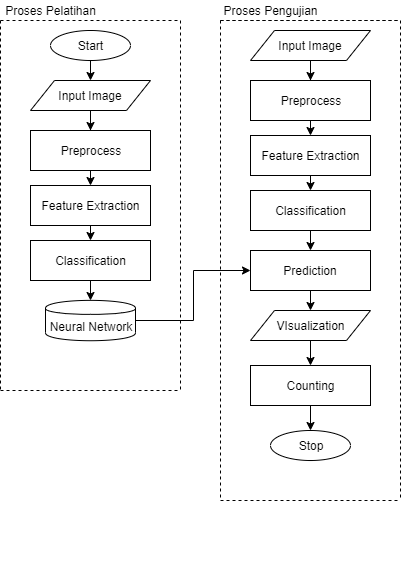 Proses Pelatihan
Start
Input Image
Preprocess
Feature Extraction
Classification
Neural Network
Proses Pengujian
Input Image
Preprocess
Feature Extraction
Classification
Prediction
VIsualization
Counting
Stop